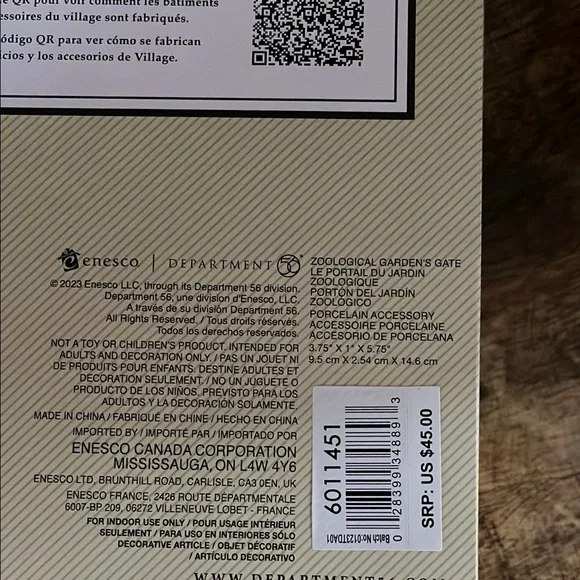 QR pour voir comment les bâtiments
essoires du village sont fabriqués.
ódigo QR para ver cómo se fabrican
icios y los accesorios de Village.
enesco. | DEPARTMENT 56®
© 2023 Enesco LLC, through its Department 56 division.
Department 56, une division d'Enesco, LLC.
A través de su división Department 56.
All Rights Reserved. / Tous droits réservés.
Todos los derechos reservados.
NOT A TOY OR CHILDREN'S PRODUCT. INTENDED FOR
ADULTS AND DECORATION ONLY. / PAS UN JOUET NI
DE PRODUITS POUR ENFANTS. DESTINE ADULTES ET
DECORATION SEULEMENT. / NO UN JUGUETE O
PRODUCTO DE LOS NIÑOS, PREVISTO PARA LOS
ADULTOS Y LA DECORACIÓN SOLAMENTE.
MADE IN CHINA / FABRIQUÉ EN CHINE / HECHO EN CHINA
IMPORTED BY / IMPORTÉ PAR / IMPORTADO POR
ENESCO CANADA CORPORATION
MISSISSAUGA, ON L4W 4Y6
ENESCO LTD, BRUNTHILL ROAD, CARLISLE, CA3 0EN, UK
ENESCO FRANCE, 2426 ROUTE DÉPARTEMENTALE
6007-BP 209, 06272 VILLENEUVE LOBET - FRANCE
FOR INDOOR USE ONLY / POUR USAGE INTÉRIEUR
SEULEMENT / PARA USO EN INTERIORES SÓLO
DECORATIVE ARTICLE / OBJET DÉCORATIF
/ ARTÍCULO DECORATIVO
ZOOLOGICAL GARDEN'S GATE
LE PORTAIL DU JARDIN
ZOOLOGIQUE
PORTÓN DEL JARDÍN
ZOOLÓGICO
PORCELAIN ACCESSORY
ACCESSOIRE PORCELAINE
ACCESORIO DE PORCELANA
3.75" X 1" X 5.75"
9.5 cm X 2.54 cm X 14.6 cm
6011451
0 28399 34889 3
Batch No:0123TDA01
SRP: US $45.00
WWW.DEPARTMENT56.COM